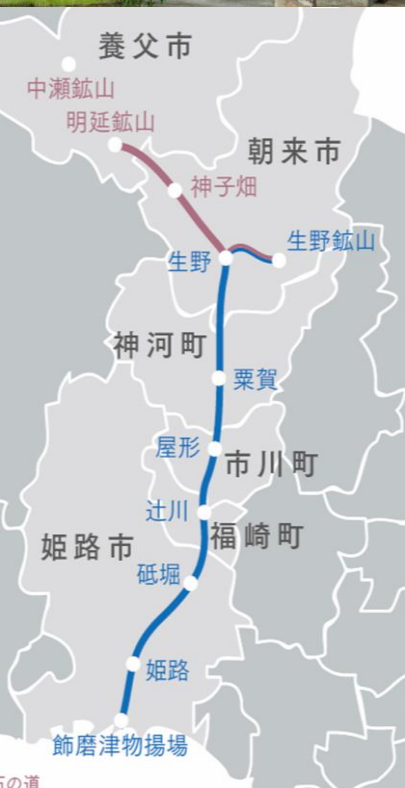 養父市
中瀬鉱山
明延鉱山
朝来市
神子畑
生野鉱山
生野
神河町
粟賀
屋形
市川町
辻川
福崎町
姫路市
砥堀
姫路
飾磨津物揚場
の道